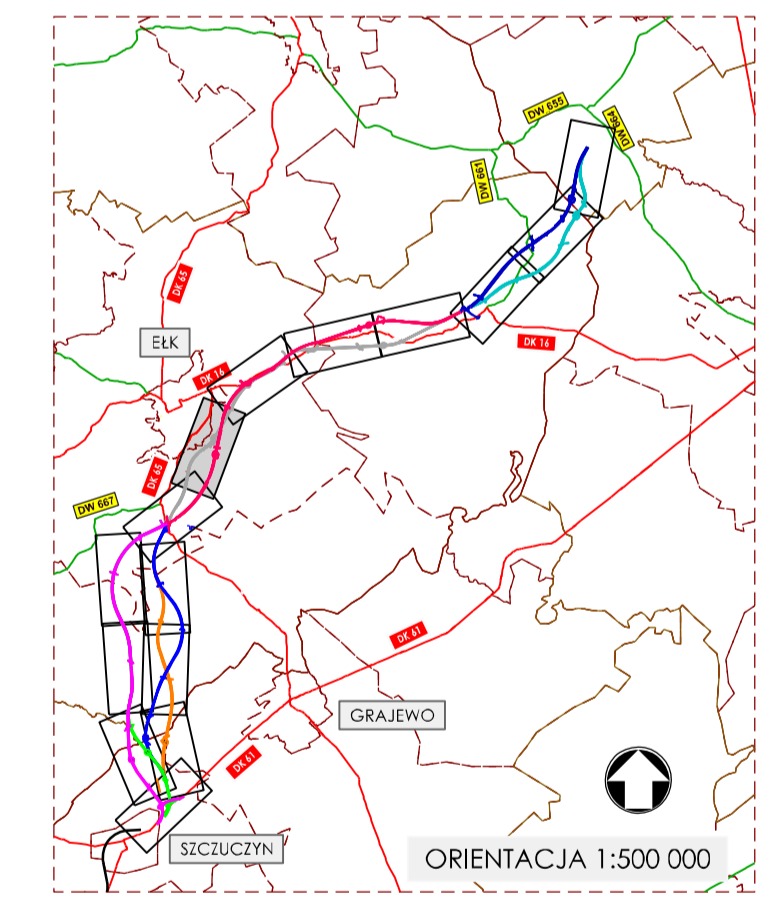 DW 655
DW 664
DW 661
DK 65
EŁK
DK 16
DK 16
DK 65
DW 667
DK 61
GRAJEWO
DK 61
SZCZUCZYN
ORIENTACJA 1:500 000